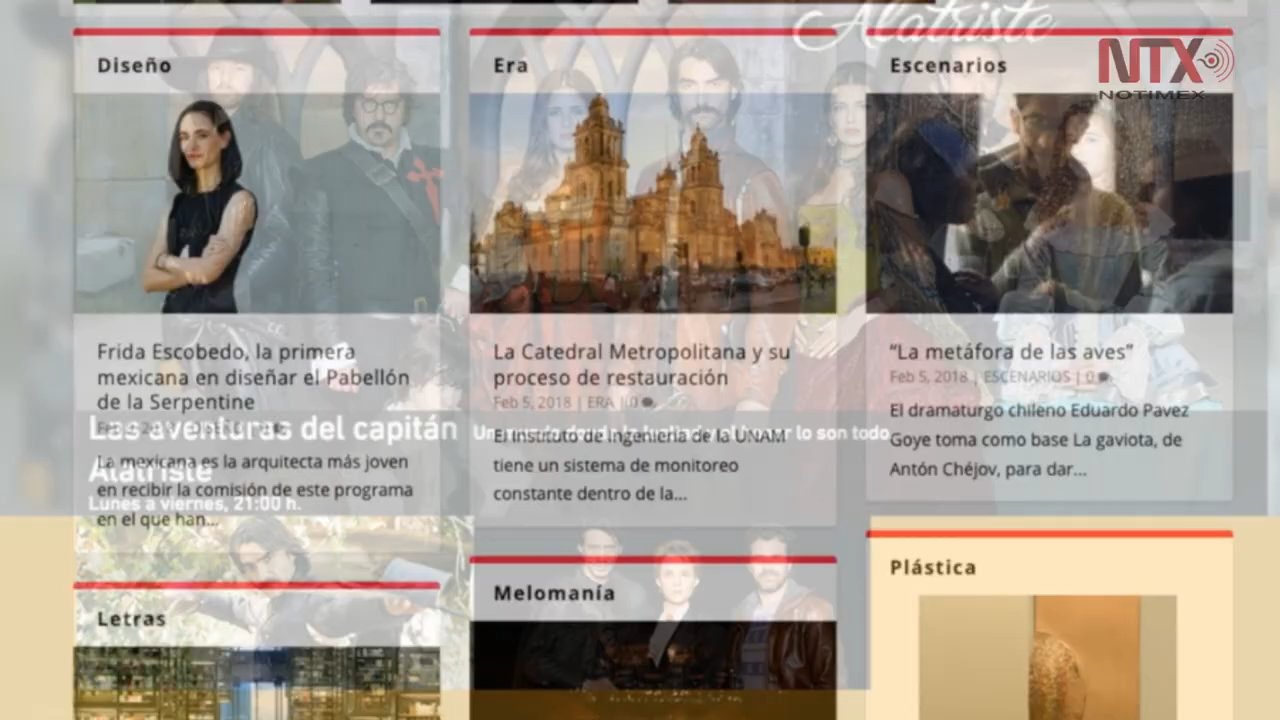 Alatriste
NTX
NOTIMEX
Diseño
Era
Escenarios
Frida Escobedo, la primera
mexicana en diseñar el Pabellón
de la Serpentine
La mexicana es la arquitecta más joven
en recibir la comisión de este programa
en el que han...
La Catedral Metropolitana y su
proceso de restauración
Feb 5, 2018 | ERA | 0
El Instituto de Ingeniería de la UNAM
tiene un sistema de monitoreo
constante dentro de la...
“La metáfora de las aves”
Feb 5, 2018 | ESCENARIOS | 0
El dramaturgo chileno Eduardo Pavez
Goye toma como base La gaviota, de
Antón Chéjov, para dar...
Las aventuras del capitán
Alatriste
Lunes a viernes, 21:00 h.
lo son todo
Letras
Melomanía
Plástica